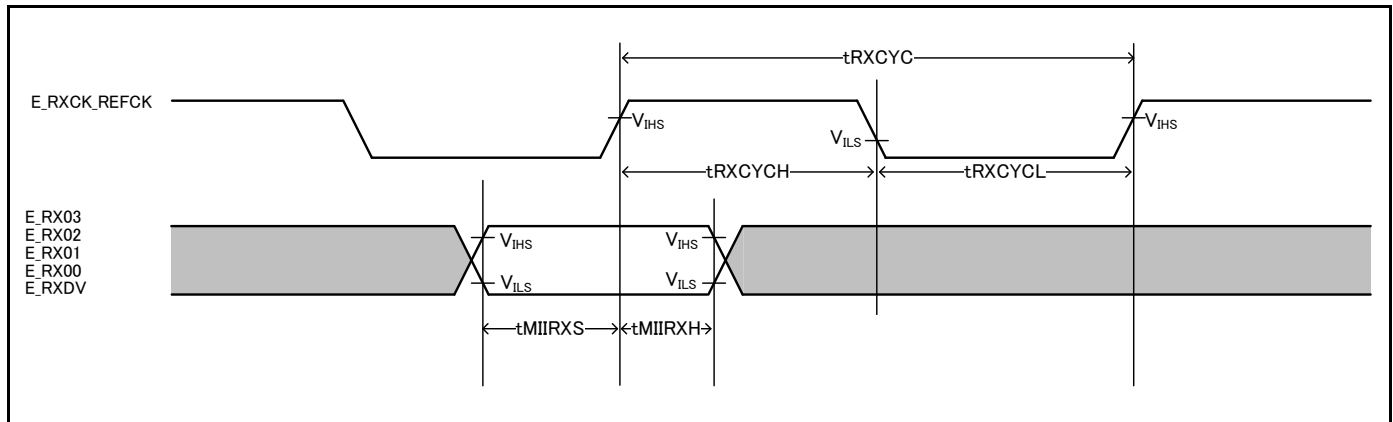 tRXCYC
E_RXCK_REFCK
VIHS
VILS
VIHS
tRXCYCH
tRXCYCL
E_RX03
E_RX02
E_RX01
E_RX00
E_RXDV
VIHS
VIHS
VILS
VILS
tMIIRXS
tMIIRXH